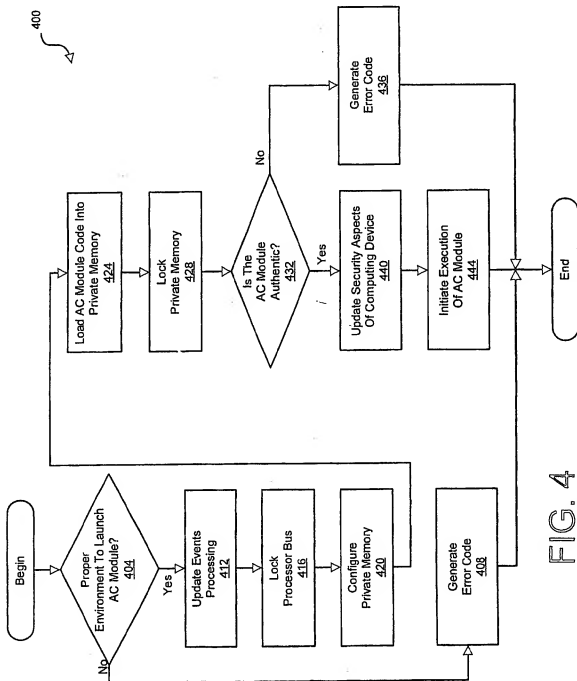 400
Begin
Proper
Environment To Launch
AC Module?
404
No
Yes
Update Events
Processing
412
Lock
Processor Bus
416
Configure
Private Memory
420
Generate
Error Code
408
Load AC Module Code Into
Private Memory
424
Lock
Private Memory
428
Is The
AC Module
Authentic?
432
No
Yes
Generate
Error Code
436
Update Security Aspects
Of Computing Device
440
Initiate Execution
Of AC Module
444
End
FIG. 4